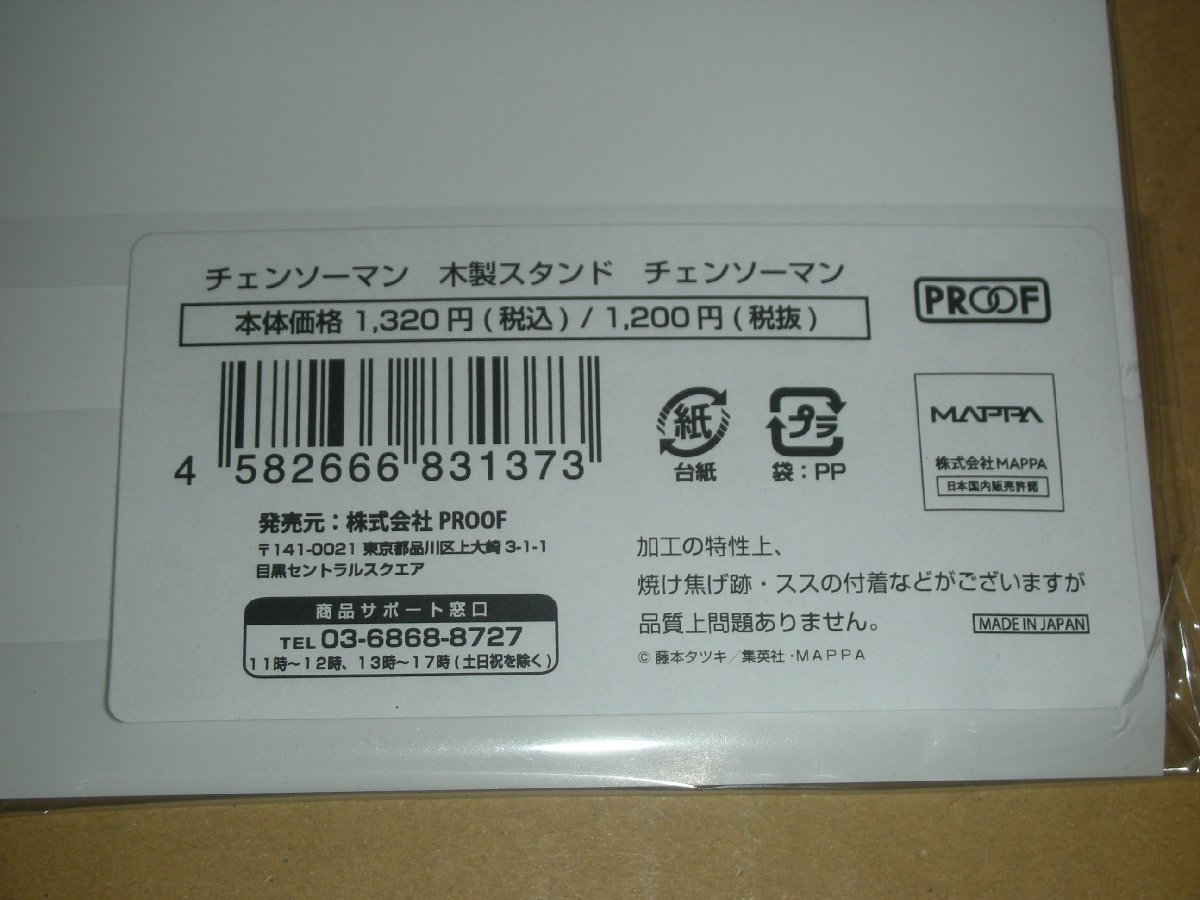 チェンソーマン 木製スタンド チェンソーマン
本体価格 1,320円(税込) / 1,200円(税抜)
PROOF
4 582666 831373
紙
台紙
プラ
袋:PP
MAPPA
株式会社MAPPA
日本国内販売許諾
発売元:株式会社 PROOF
〒141-0021 東京都品川区上大崎 3-1-1
目黒セントラルスクエア
商品サポート窓口
TEL 03-6868-8727
11時~12時、13時~17時(土日祝を除く)
加工の特性上、
焼け焦げ跡・ススの付着などがございますが
品質上問題ありません。
MADE IN JAPAN
© 藤本タツキ/集英社・MAPPA